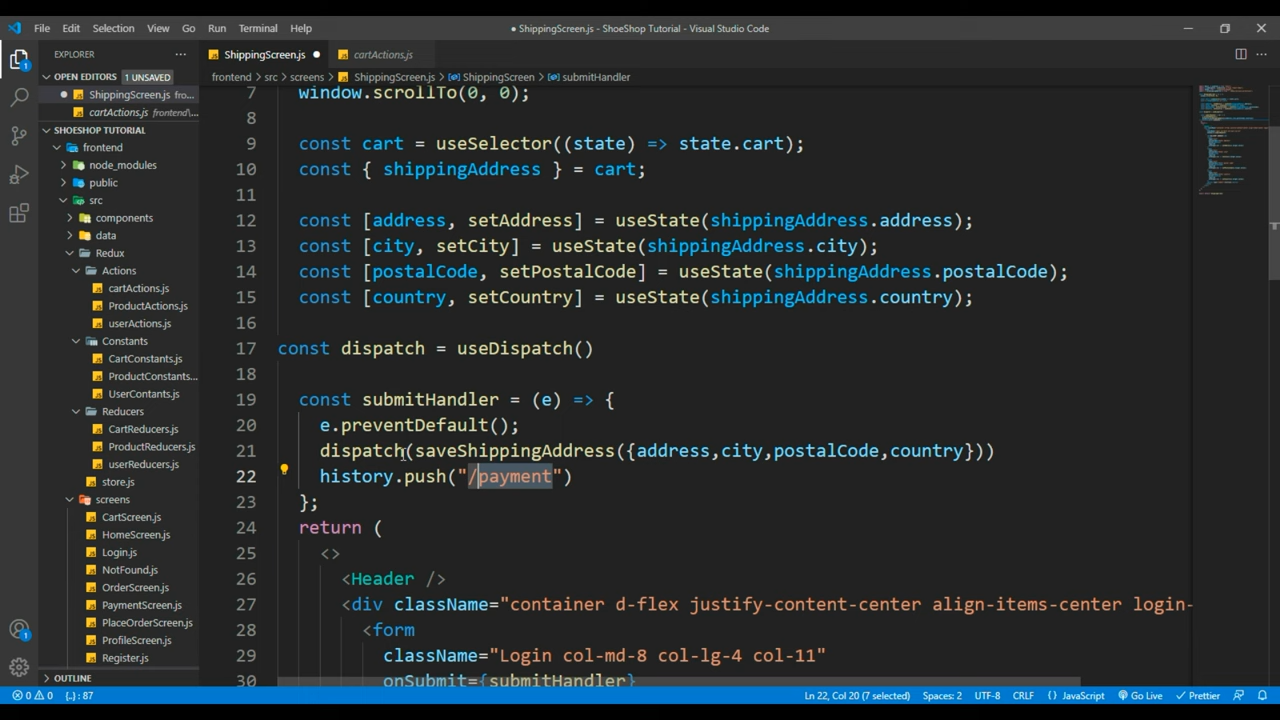 File Edit Selection View Go Run Terminal Help
● ShippingScreen.js - ShoeShop Tutorial - Visual Studio Code
EXPLORER
OPEN EDITORS 1 UNSAVED
ShippingScreen.js fro...
cartActions.js frontend\...
SHOESHOP TUTORIAL
frontend
node_modules
public
src
components
data
Redux
Actions
cartActions.js
ProductActions.js
userActions.js
Constants
CartConstants.js
ProductConstants...
UserContants.js
Reducers
CartReducers.js
ProductReducers.js
userReducers.js
store.js
screens
CartScreen.js
HomeScreen.js
Login.js
NotFound.js
OrderScreen.js
PaymentScreen.js
PlaceOrderScreen.js
ProfileScreen.js
Register.js
OUTLINE
ShippingScreen.js ● cartActions.js
frontend > src > screens > ShippingScreen.js > ShippingScreen > submitHandler
7 window.scrollTo(0, 0);
8
9 const cart = useSelector((state) => state.cart);
10 const { shippingAddress } = cart;
11
12 const [address, setAddress] = useState(shippingAddress.address);
13 const [city, setCity] = useState(shippingAddress.city);
14 const [postalCode, setPostalCode] = useState(shippingAddress.postalCode);
15 const [country, setCountry] = useState(shippingAddress.country);
16
17 const dispatch = useDispatch()
18
19 const submitHandler = (e) => {
20 e.preventDefault();
21 dispatch(saveShippingAddress({address,city,postalCode,country}))
22 history.push("/payment")
23 };
24 return (
25 <>
26 <Header />
27 <div className="container d-flex justify-content-center align-items-center login-
28 <form
29 className="Login col-md-8 col-lg-4 col-11"
30 onSubmit={submitHandler}
0 0 {..}: 87 Ln 22, Col 20 (7 selected) Spaces: 2 UTF-8 CRLF {} JavaScript Go Live Prettier